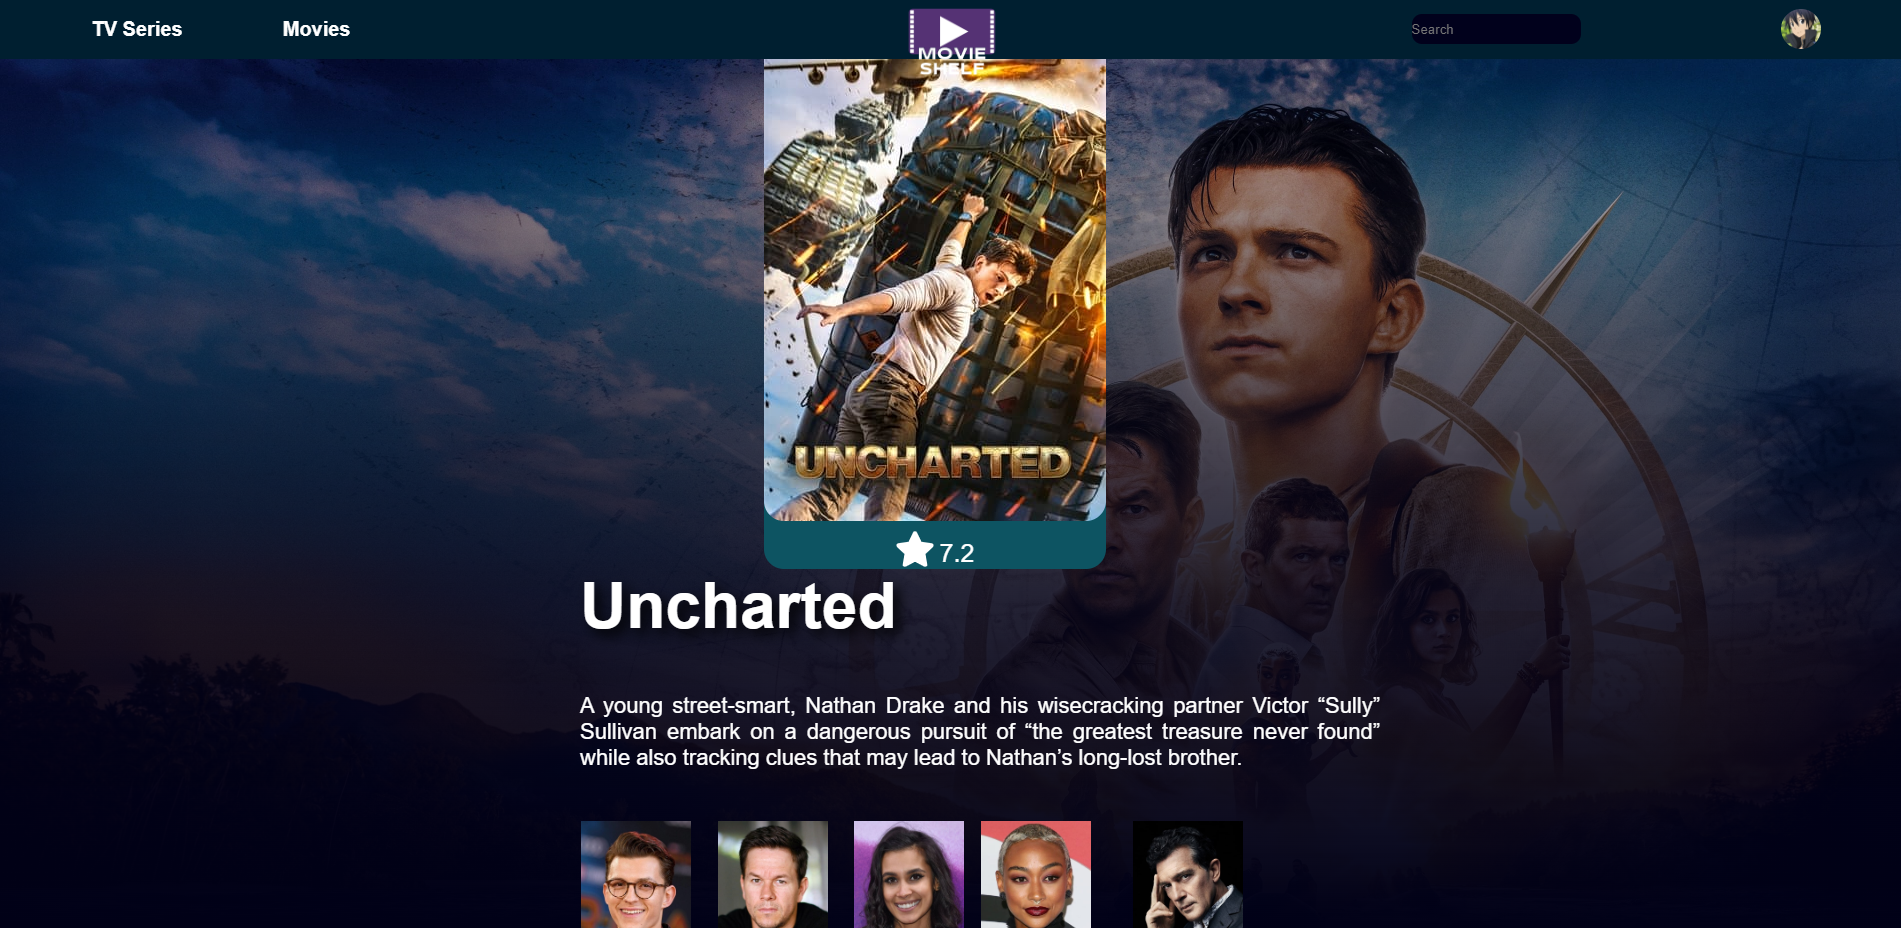 TV Series
Movies
MOVIE
SHELF
Search
UNCHARTED
7.2
Uncharted
A young street-smart, Nathan Drake and his wisecracking partner Victor “Sully”
Sullivan embark on a dangerous pursuit of “the greatest treasure never found”
while also tracking clues that may lead to Nathan’s long-lost brother.